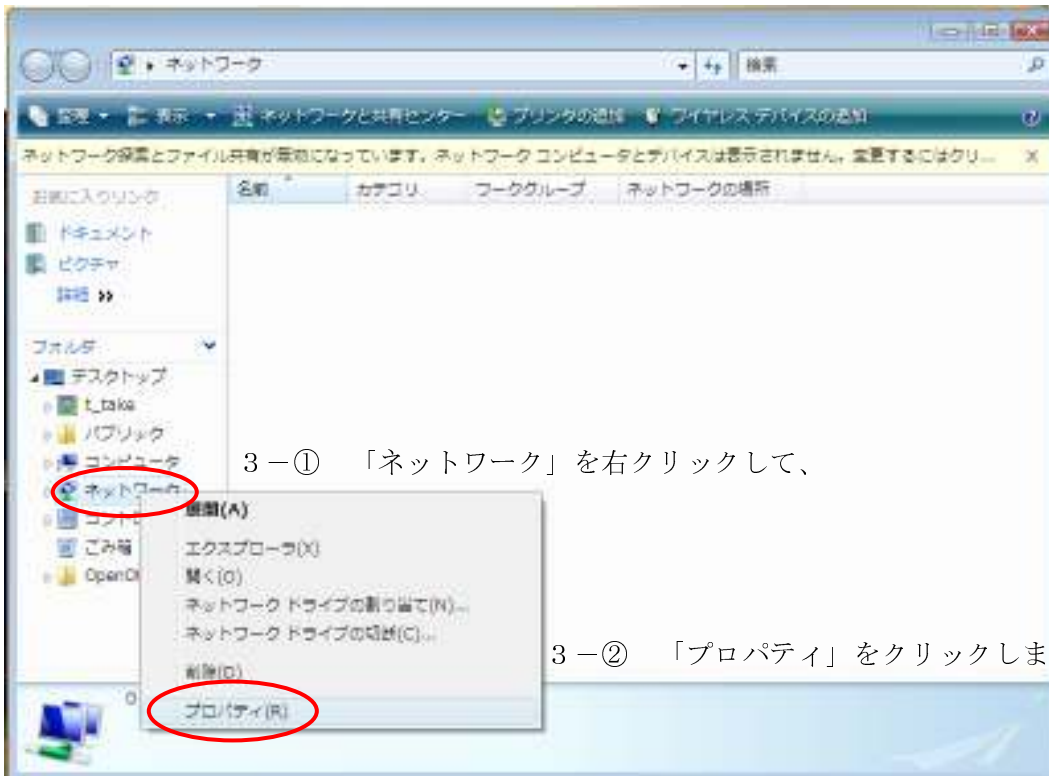 ネットワーク 検索
整理 表示 ネットワークと共有センター プリンタの追加 ワイヤレス デバイスの追加
ネットワーク探索とファイル共有が無効になっています。ネットワーク コンピュータとデバイスは表示されません。変更するにはクリ...
お気に入りリンク
名前 カテゴリ ワークグループ ネットワークの場所
ドキュメント
ピクチャ
詳細
フォルダ
デスクトップ
t_take
パブリック
コンピュータ
3-① 「ネットワーク」を右クリックして、
ネットワーク
展開(A)
ごみ箱
エクスプローラ(X)
開く(O)
ネットワーク ドライブの割り当て(N)...
ネットワーク ドライブの切断(C)...
3-② 「プロパティ」をクリックしま
削除(D)
プロパティ(R)